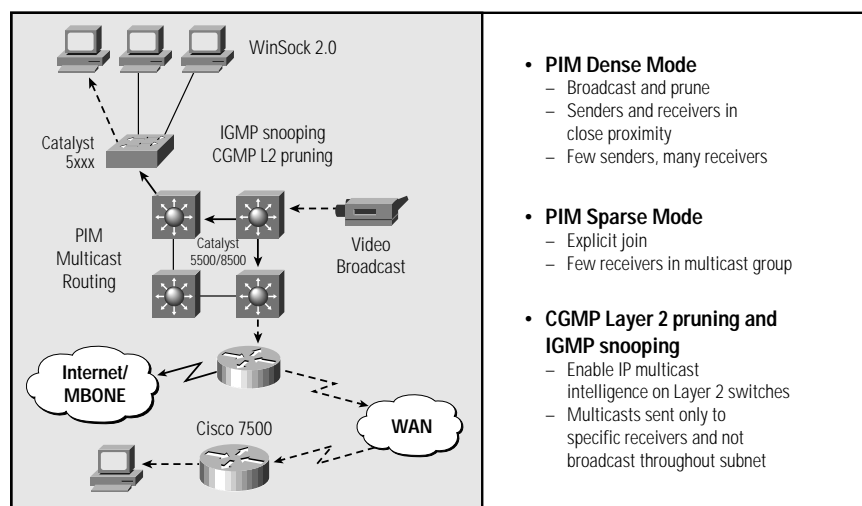 WinSock 2.0
Catalyst
5xxx
IGMP snooping
CGMP L2 pruning
PIM
Multicast
Routing
Catalyst
5500/8500
Video
Broadcast
Internet/
MBONE
Cisco 7500
WAN
• PIM Dense Mode
– Broadcast and prune
– Senders and receivers in
close proximity
– Few senders, many receivers
• PIM Sparse Mode
– Explicit join
– Few receivers in multicast group
• CGMP Layer 2 pruning and
IGMP snooping
– Enable IP multicast
intelligence on Layer 2 switches
– Multicasts sent only to
specific receivers and not
broadcast throughout subnet